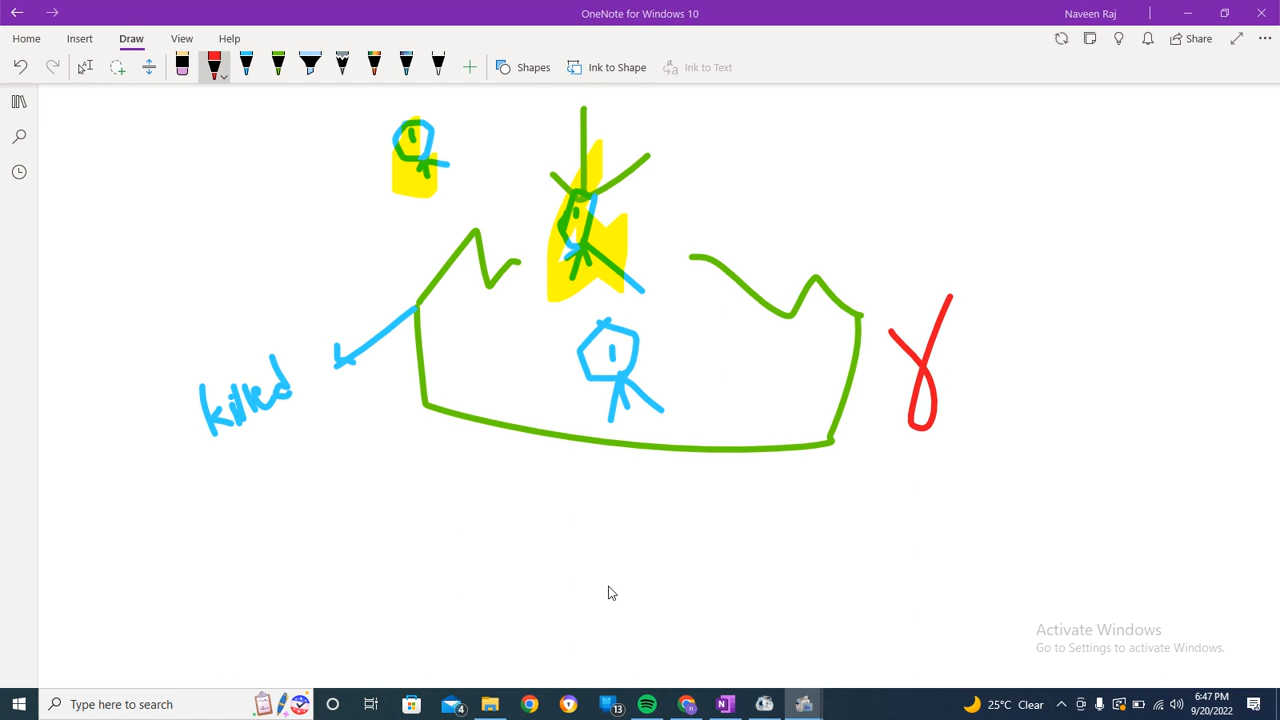 OneNote for Windows 10
Naveen Raj
Home Insert Draw View Help
Share
Shapes
Ink to Shape
Ink to Text
killed
γ
Activate Windows
Go to Settings to activate Windows.
Type here to search
4
13
25°C Clear
6:47 PM
9/20/2022